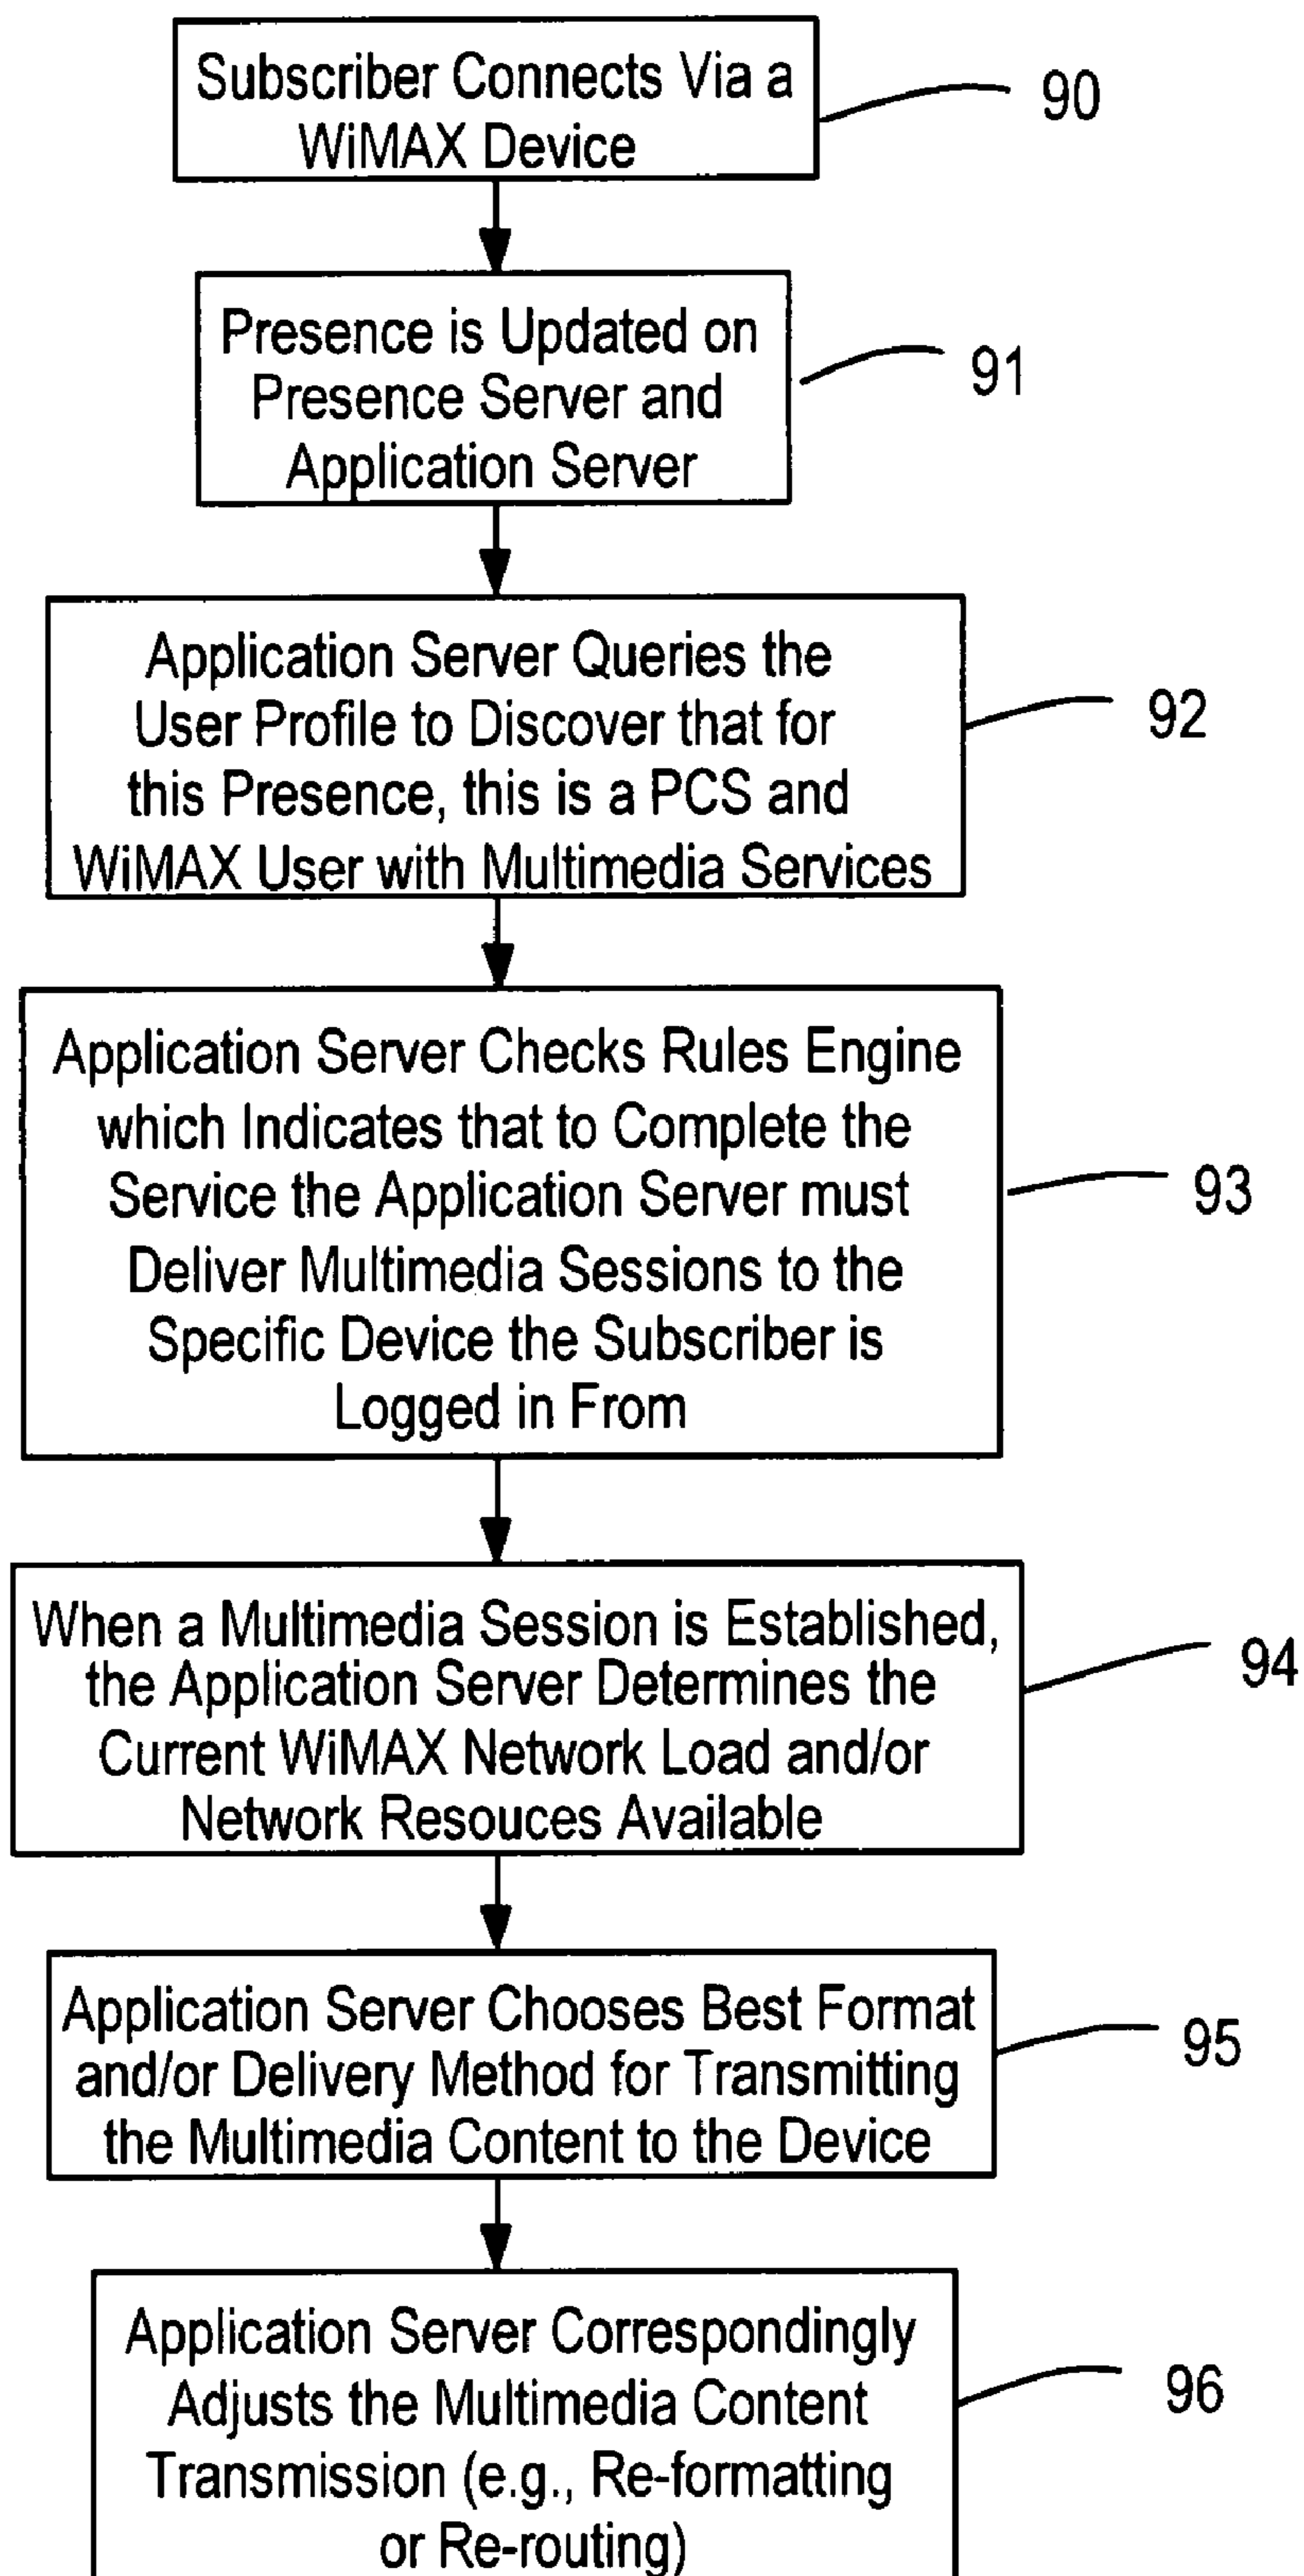 Subscriber Connects Via a
WiMAX Device
90
Presence is Updated on
Presence Server and
Application Server
91
Application Server Queries the
User Profile to Discover that for
this Presence, this is a PCS and
WiMAX User with Multimedia Services
92
Application Server Checks Rules Engine
which Indicates that to Complete the
Service the Application Server must
Deliver Multimedia Sessions to the
Specific Device the Subscriber is
Logged in From
93
When a Multimedia Session is Established,
the Application Server Determines the
Current WiMAX Network Load and/or
Network Resouces Available
94
Application Server Chooses Best Format
and/or Delivery Method for Transmitting
the Multimedia Content to the Device
95
Application Server Correspondingly
Adjusts the Multimedia Content
Transmission (e.g., Re-formatting
or Re-routing)
96